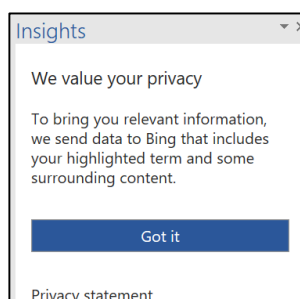 Insights
We value your privacy
To bring you relevant information,
we send data to Bing that includes
your highlighted term and some
surrounding content.
Got it
Privacy statement